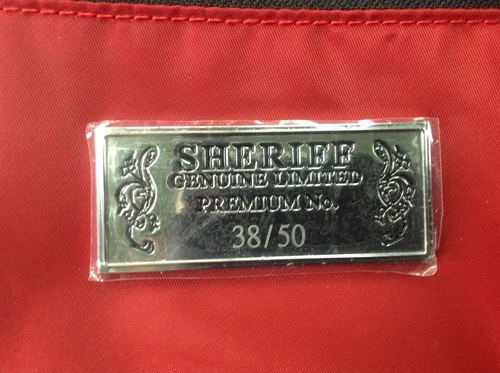 SHERIFF
GENUINE LIMITED
PREMIUM No.
38/50